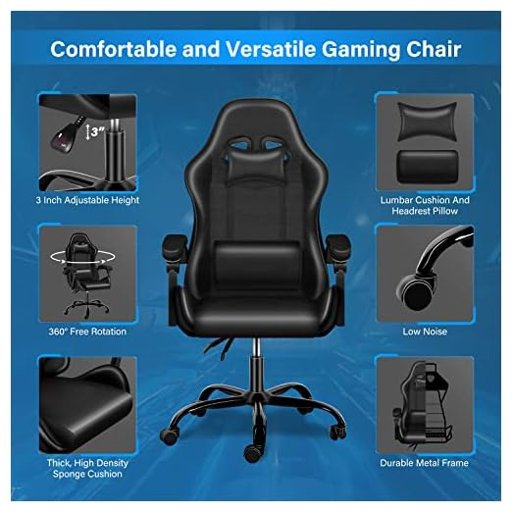 Comfortable and Versatile Gaming Chair
3"
3 Inch Adjustable Height
Lumbar Cushion And
Headrest Pillow
360° Free Rotation
Low Noise
Thick, High Density
Sponge Cushion
Durable Metal Frame